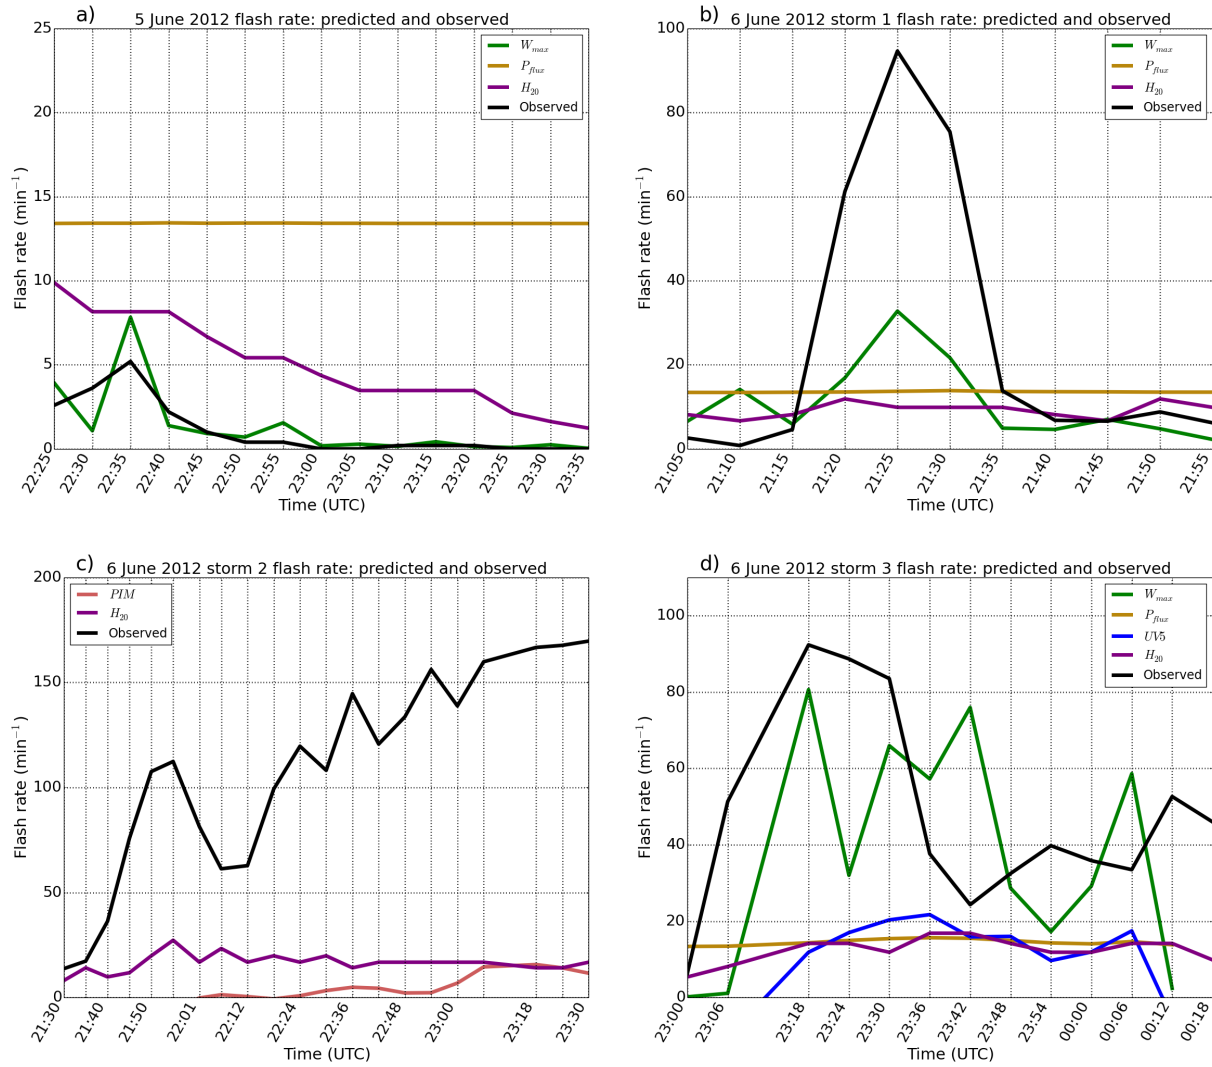 a) 5 June 2012 flash rate: predicted and observed
25
20
15
10
5
0
Flash rate (min⁻¹)
W_max
P_flux
H_20
Observed
22:25 22:30 22:35 22:40 22:45 22:50 22:55 23:00 23:05 23:10 23:15 23:20 23:25 23:30 23:35
Time (UTC)
b) 6 June 2012 storm 1 flash rate: predicted and observed
100
80
60
40
20
0
Flash rate (min⁻¹)
W_max
P_flux
H_20
Observed
21:05 21:10 21:15 21:20 21:25 21:30 21:35 21:40 21:45 21:50 21:55
Time (UTC)
c) 6 June 2012 storm 2 flash rate: predicted and observed
200
150
100
50
0
Flash rate (min⁻¹)
PIM
H_20
Observed
21:30 21:40 21:50 22:01 22:12 22:24 22:36 22:48 23:00 23:18 23:30
Time (UTC)
d) 6 June 2012 storm 3 flash rate: predicted and observed
100
80
60
40
20
0
Flash rate (min⁻¹)
W_max
P_flux
UV5
H_20
Observed
23:00 23:06 23:18 23:24 23:30 23:36 23:42 23:48 23:54 00:00 00:06 00:12 00:18
Time (UTC)